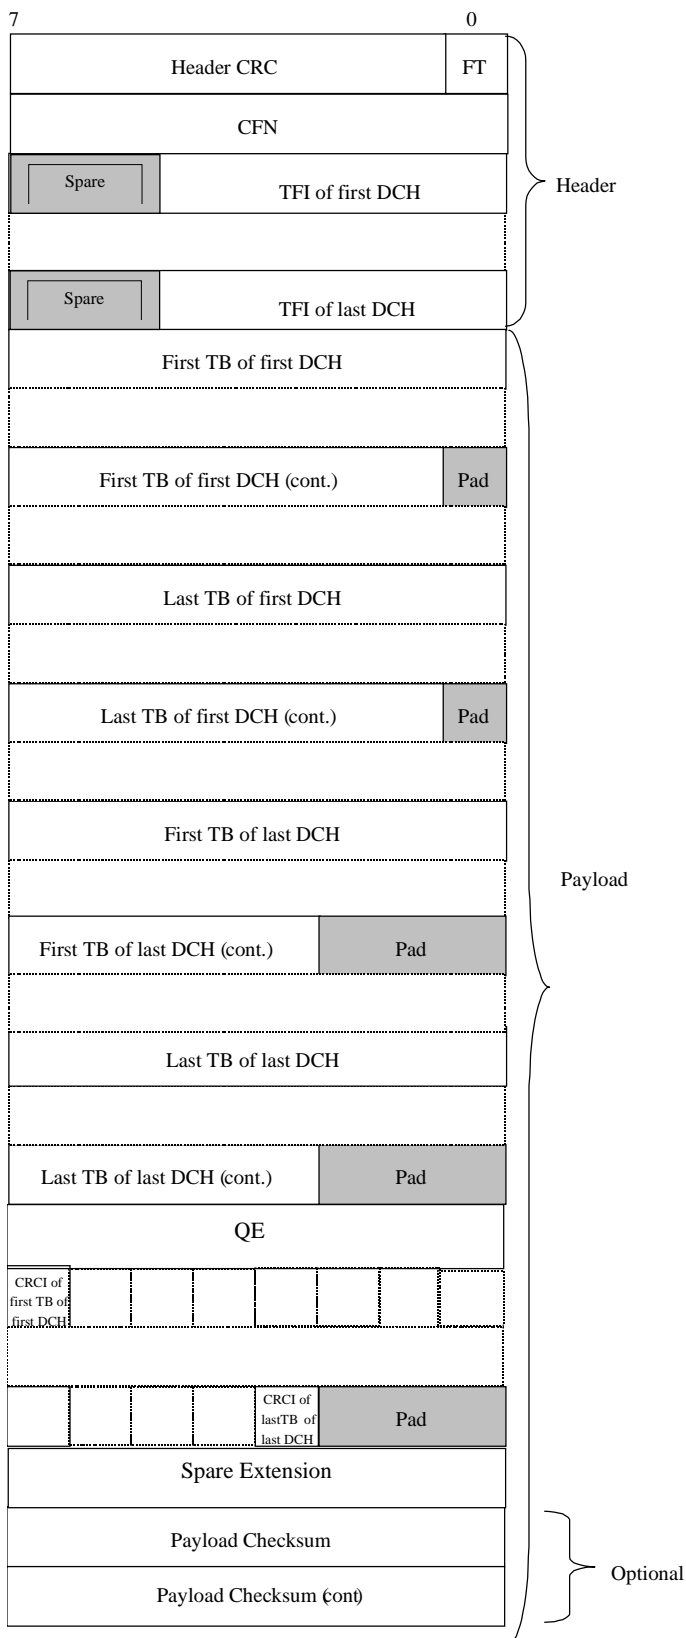 7 0
Header CRC FT
CFN
Spare TFI of first DCH
Header
Spare TFI of last DCH
First TB of first DCH
First TB of first DCH (cont.) Pad
Last TB of first DCH
Last TB of first DCH (cont.) Pad
First TB of last DCH
Payload
First TB of last DCH (cont.) Pad
Last TB of last DCH
Last TB of last DCH (cont.) Pad
QE
CRCI of
first TB of
first DCH
CRCI of
lastTB of
last DCH
Pad
Spare Extension
Payload Checksum
Optional
Payload Checksum (cont)